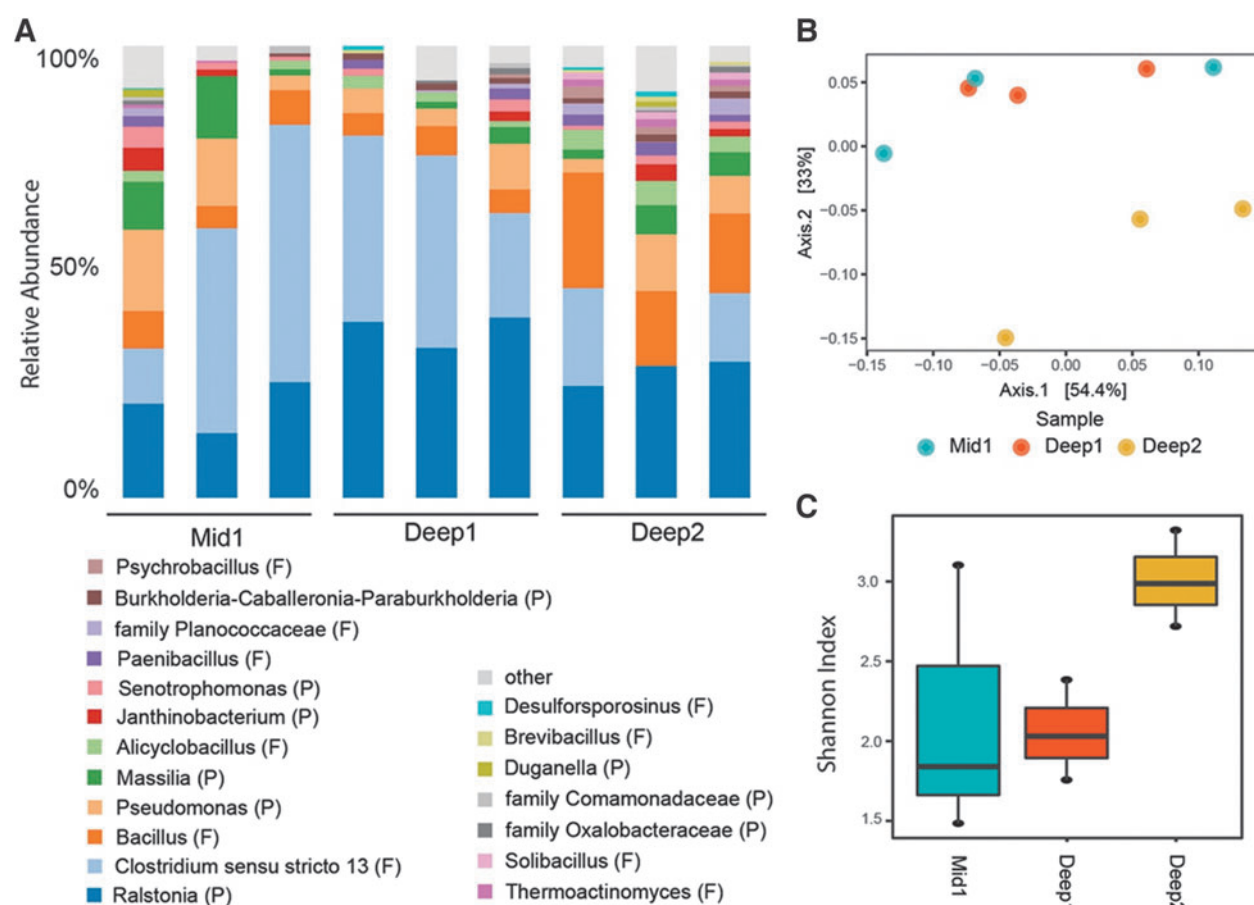 A
100%
50%
0%
Relative Abundance
Mid1
Deep1
Deep2
Psychrobacillus (F)
Burkholderia-Caballeronia-Paraburkholderia (P)
family Planococcaceae (F)
Paenibacillus (F)
Senotrophomonas (P)
Janthinobacterium (P)
Alicyclobacillus (F)
Massilia (P)
Pseudomonas (P)
Bacillus (F)
Clostridium sensu stricto 13 (F)
Ralstonia (P)
other
Desulforsporosinus (F)
Brevibacillus (F)
Duganella (P)
family Comamonadaceae (P)
family Oxalobacteraceae (P)
Solibacillus (F)
Thermoactinomyces (F)
B
0.05
0.00
−0.05
−0.10
−0.15
Axis.2 [33%]
−0.15 −0.10 −0.05 0.00 0.05 0.10
Axis.1 [54.4%]
Sample
Mid1 Deep1 Deep2
C
3.0
2.5
2.0
1.5
Shannon Index
Mid1